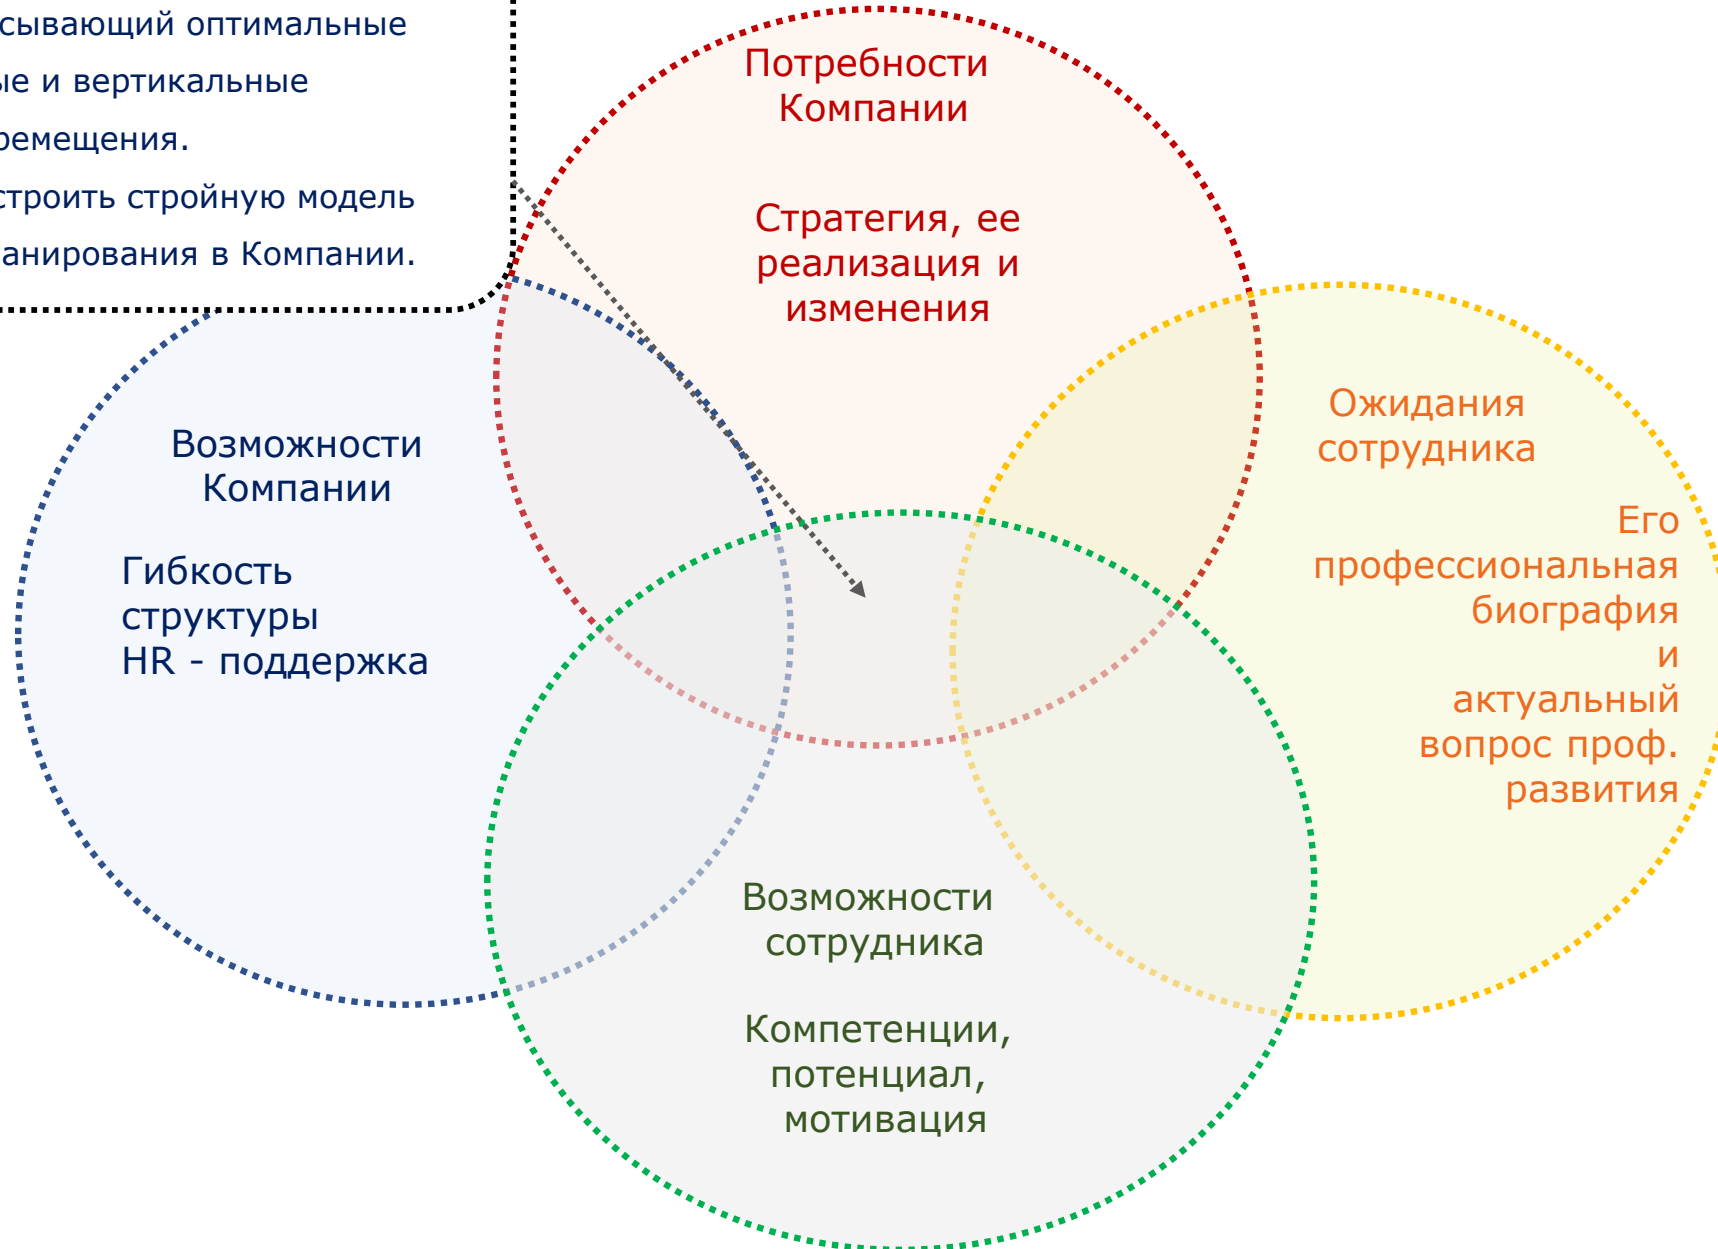 сывающий оптимальные
ые и вертикальные
ремещения.
строить стройную модель
анирования в Компании.
Потребности
Компании
Стратегия, ее
реализация и
изменения
Возможности
Компании
Гибкость
структуры
HR - поддержка
Ожидания
сотрудника
Его
профессиональная
биография
и
актуальный
вопрос проф.
развития
Возможности
сотрудника
Компетенции,
потенциал,
мотивация